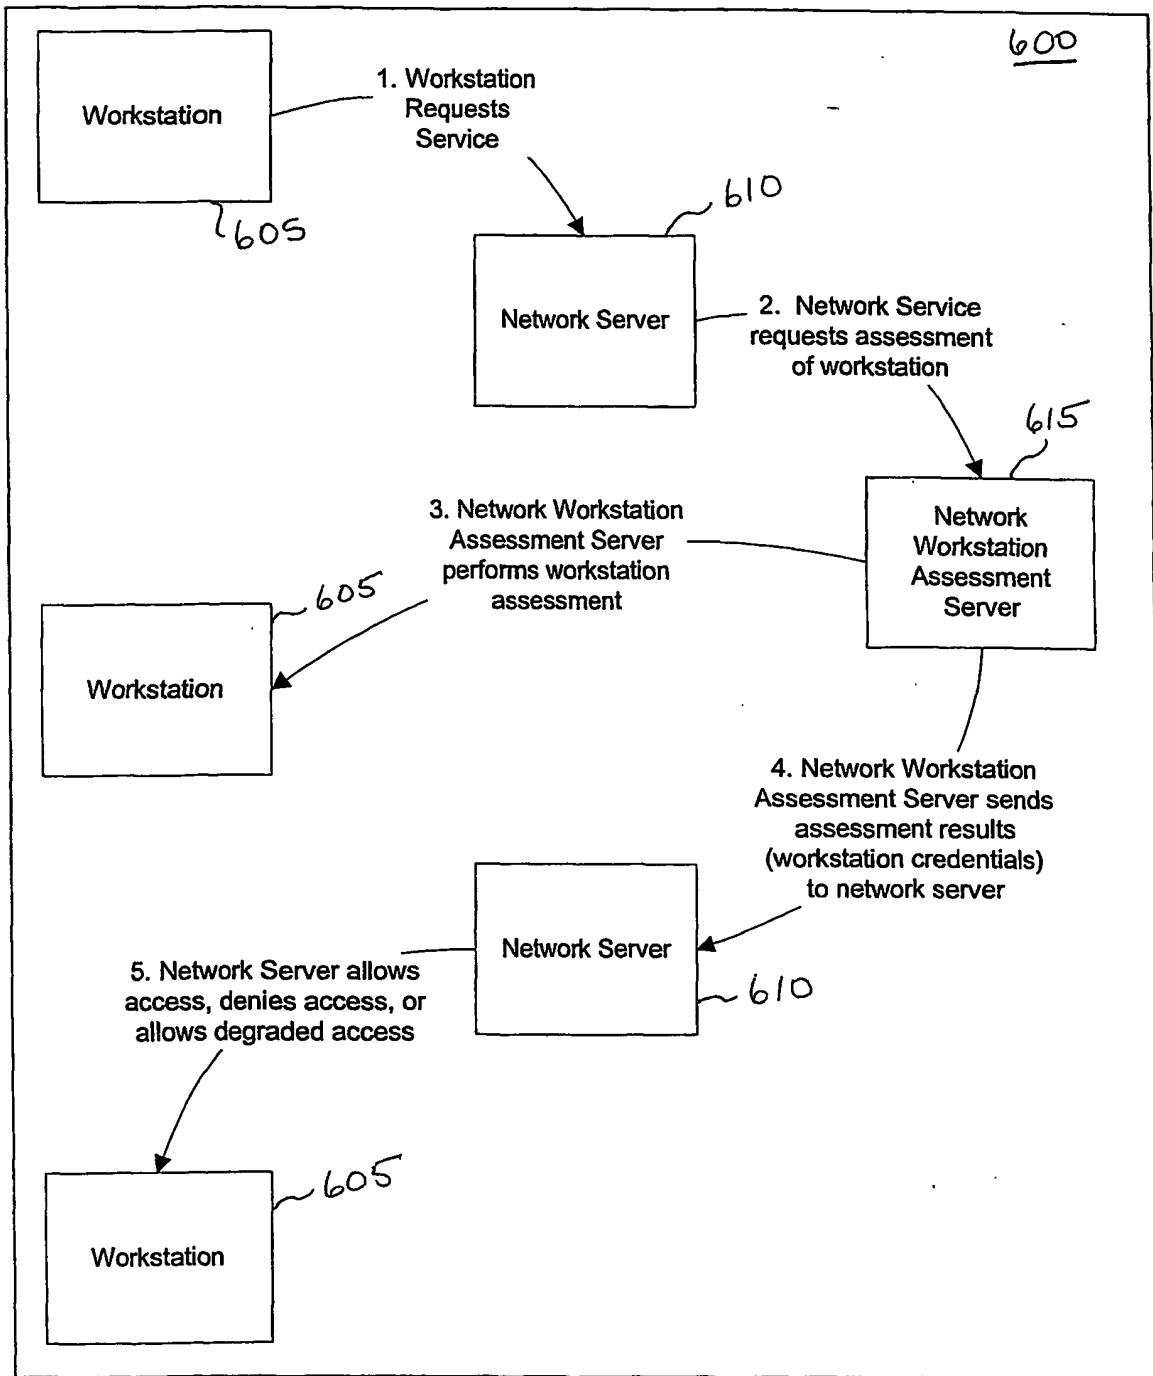 600
Workstation
605
1. Workstation
Requests
Service
610
Network Server
2. Network Service
requests assessment
of workstation
615
Network
Workstation
Assessment
Server
3. Network Workstation
Assessment Server
performs workstation
assessment
605
Workstation
4. Network Workstation
Assessment Server sends
assessment results
(workstation credentials)
to network server
Network Server
610
5. Network Server allows
access, denies access, or
allows degraded access
605
Workstation